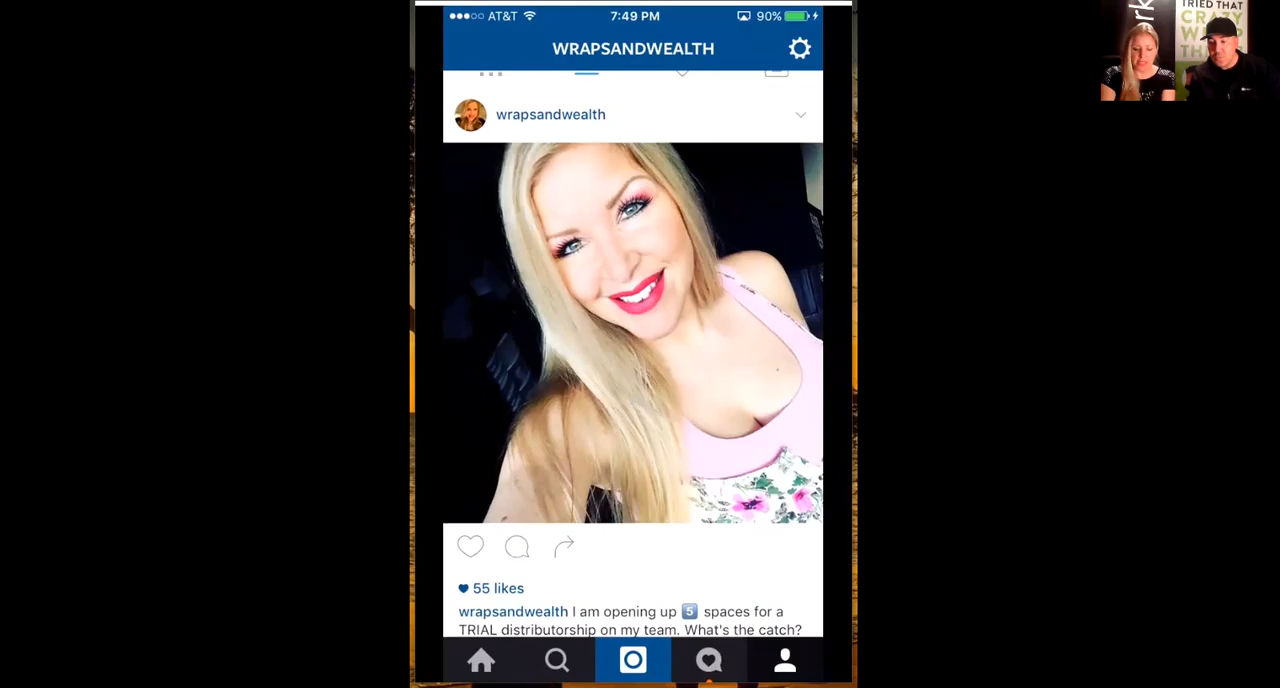 AT&T 7:49 PM 90%
WRAPSANDWEALTH
wrapsandwealth
55 likes
wrapsandwealth I am opening up 5 spaces for a
TRIAL distributorship on my team. What's the catch?
TRIED THAT
CRAZY